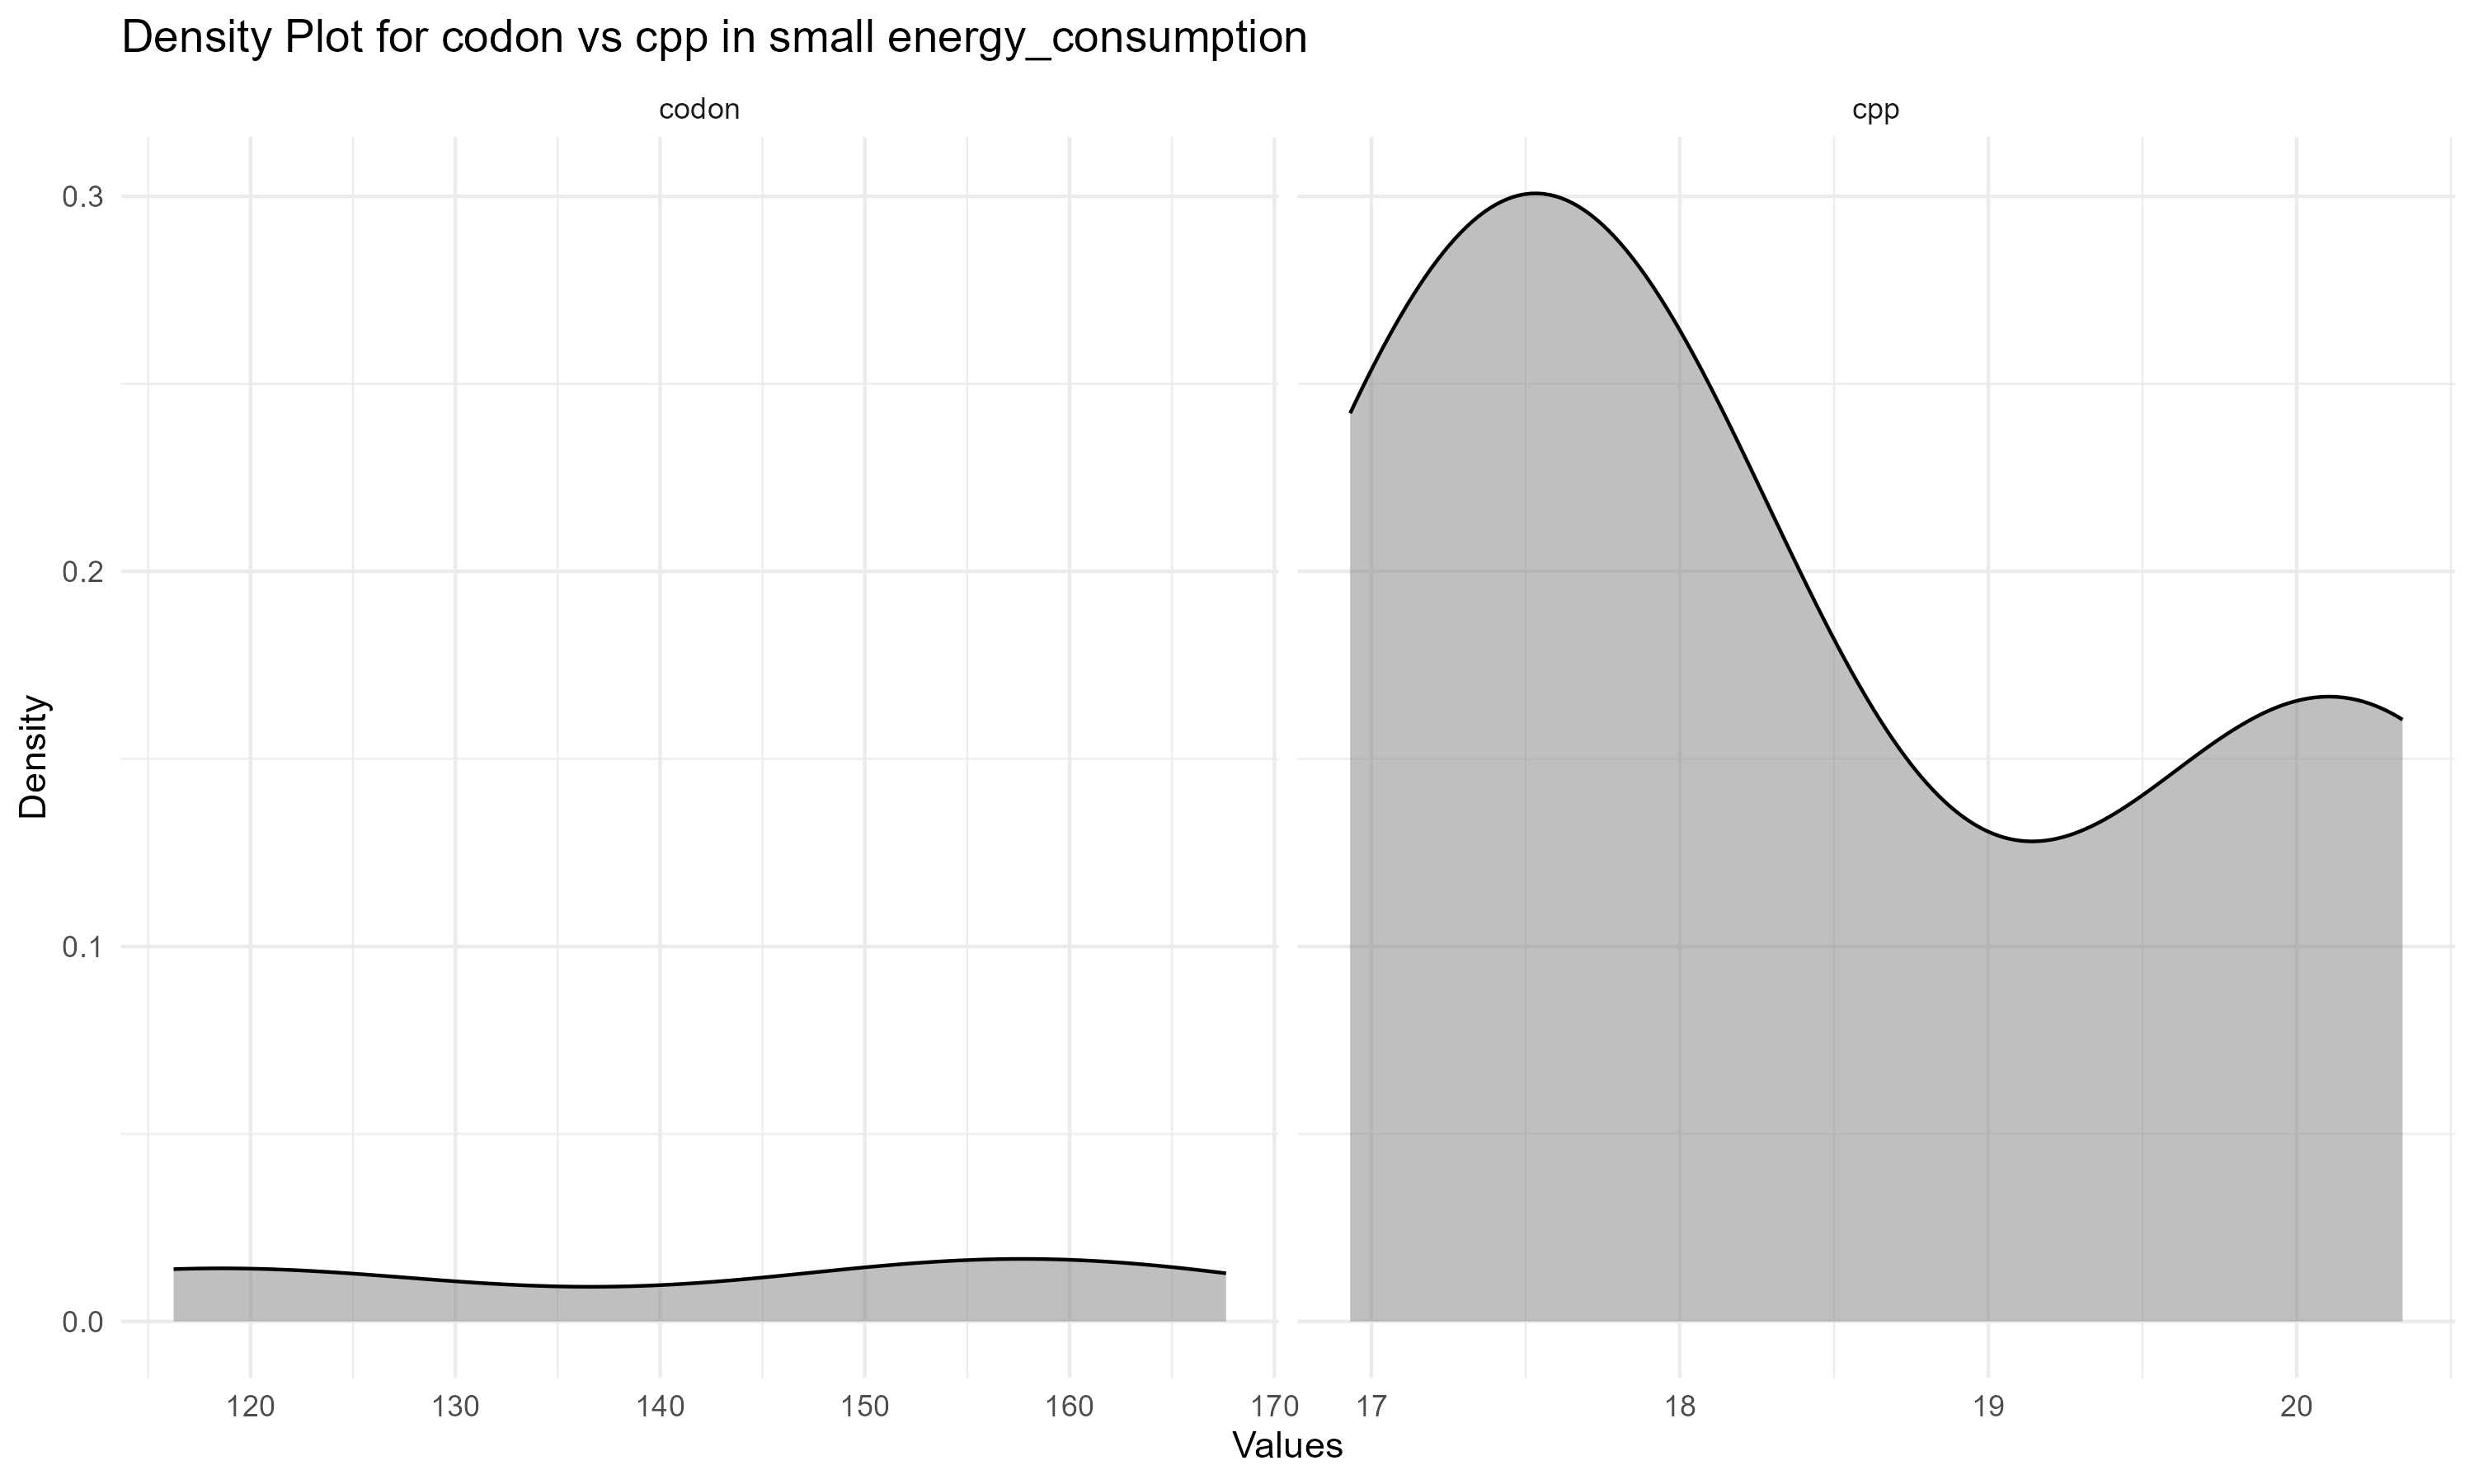 Density Plot for codon vs cpp in small energy_consumption
codon
cpp
0.3
0.2
0.1
0.0
Density
120 130 140 150 160 170 17 18 19 20
Values